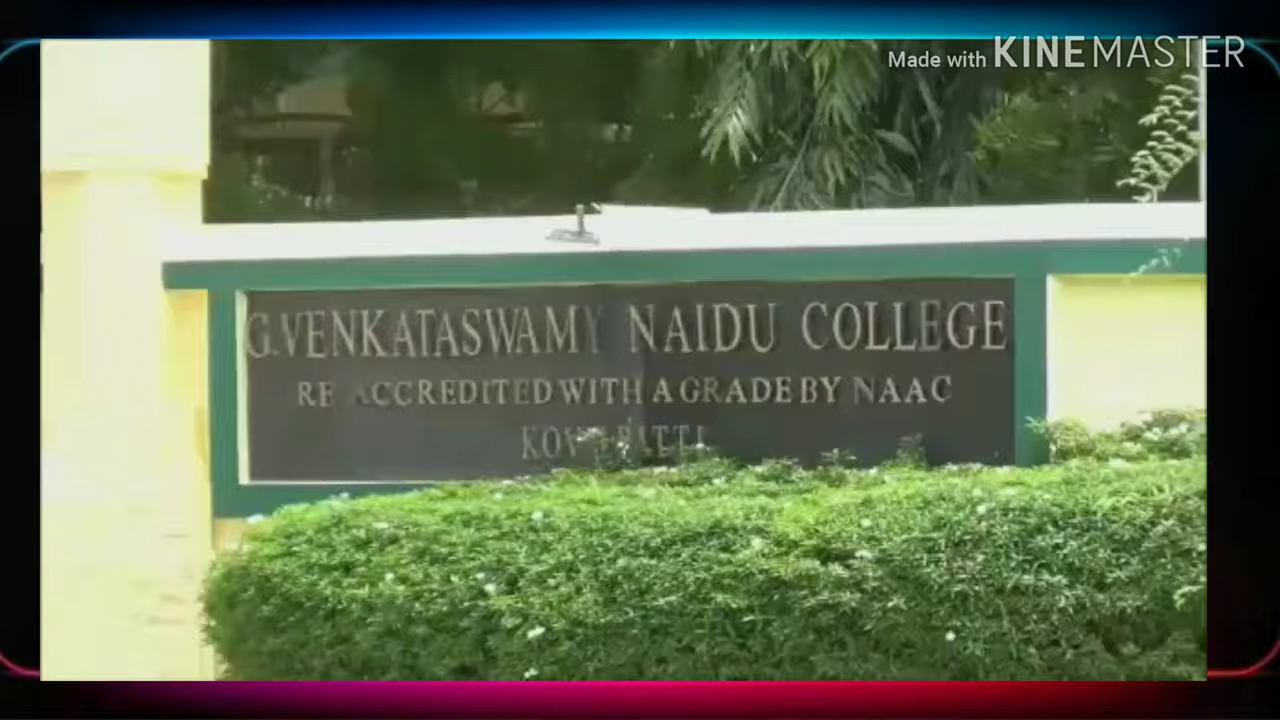 Made with KINEMASTER
G.VENKATASWAMY NAIDU COLLEGE
RE ACCREDITED WITH A GRADE BY NAAC